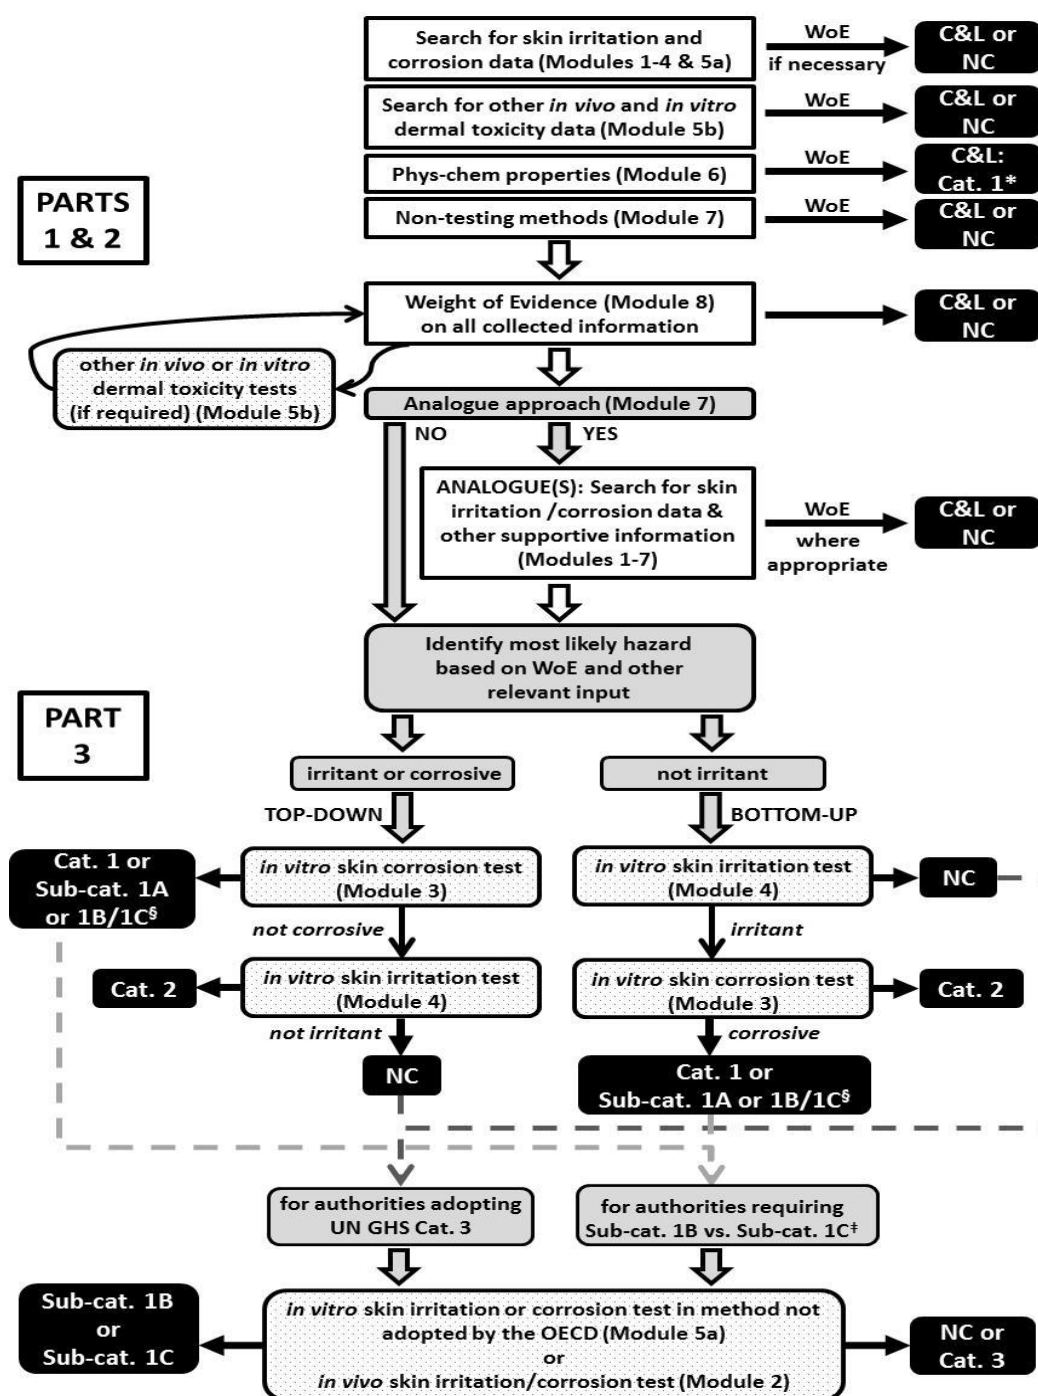 Search for skin irritation and
corrosion data (Modules 1-4 & 5a)
WoE
if necessary
C&L or
NC
Search for other in vivo and in vitro
dermal toxicity data (Module 5b)
WoE
C&L or
NC
Phys-chem properties (Module 6)
WoE
C&L:
Cat. 1*
PARTS
1 & 2
Non-testing methods (Module 7)
WoE
C&L or
NC
Weight of Evidence (Module 8)
on all collected information
C&L or
NC
other in vivo or in vitro
dermal toxicity tests
(if required) (Module 5b)
Analogue approach (Module 7)
NO
YES
ANALOGUE(S): Search for skin
irritation /corrosion data &
other supportive information
(Modules 1-7)
WoE
where
appropriate
C&L or
NC
Identify most likely hazard
based on WoE and other
relevant input
PART
3
irritant or corrosive
not irritant
TOP-DOWN
BOTTOM-UP
Cat. 1 or
Sub-cat. 1A
or 1B/1C§
in vitro skin corrosion test
(Module 3)
in vitro skin irritation test
(Module 4)
NC
not corrosive
irritant
Cat. 2
in vitro skin irritation test
(Module 4)
in vitro skin corrosion test
(Module 3)
Cat. 2
not irritant
corrosive
NC
Cat. 1 or
Sub-cat. 1A or 1B/1C§
for authorities adopting
UN GHS Cat. 3
for authorities requiring
Sub-cat. 1B vs. Sub-cat. 1C‡
Sub-cat. 1B
or
Sub-cat. 1C
in vitro skin irritation or corrosion test in method not
adopted by the OECD (Module 5a)
or
in vivo skin irritation/corrosion test (Module 2)
NC or
Cat. 3